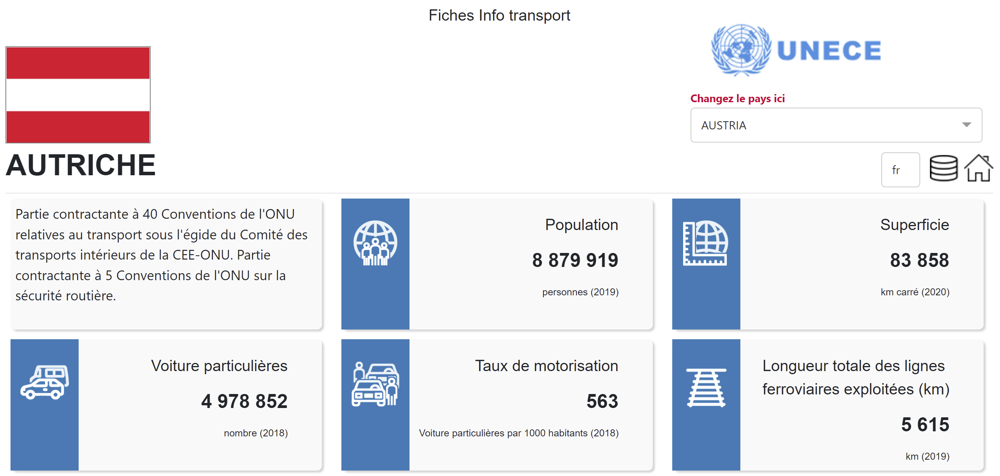 Fiches Info transport
UNECE
Changez le pays ici
AUSTRIA
AUTRICHE
fr
Partie contractante à 40 Conventions de l'ONU
relatives au transport sous l'égide du Comité des
transports intérieurs de la CEE-ONU. Partie
contractante à 5 Conventions de l'ONU sur la
sécurité routière.
Population
8 879 919
personnes (2019)
Superficie
83 858
km carré (2020)
Voiture particulières
4 978 852
nombre (2018)
Taux de motorisation
563
Voiture particulières par 1000 habitants (2018)
Longueur totale des lignes
ferroviaires exploitées (km)
5 615
km (2019)